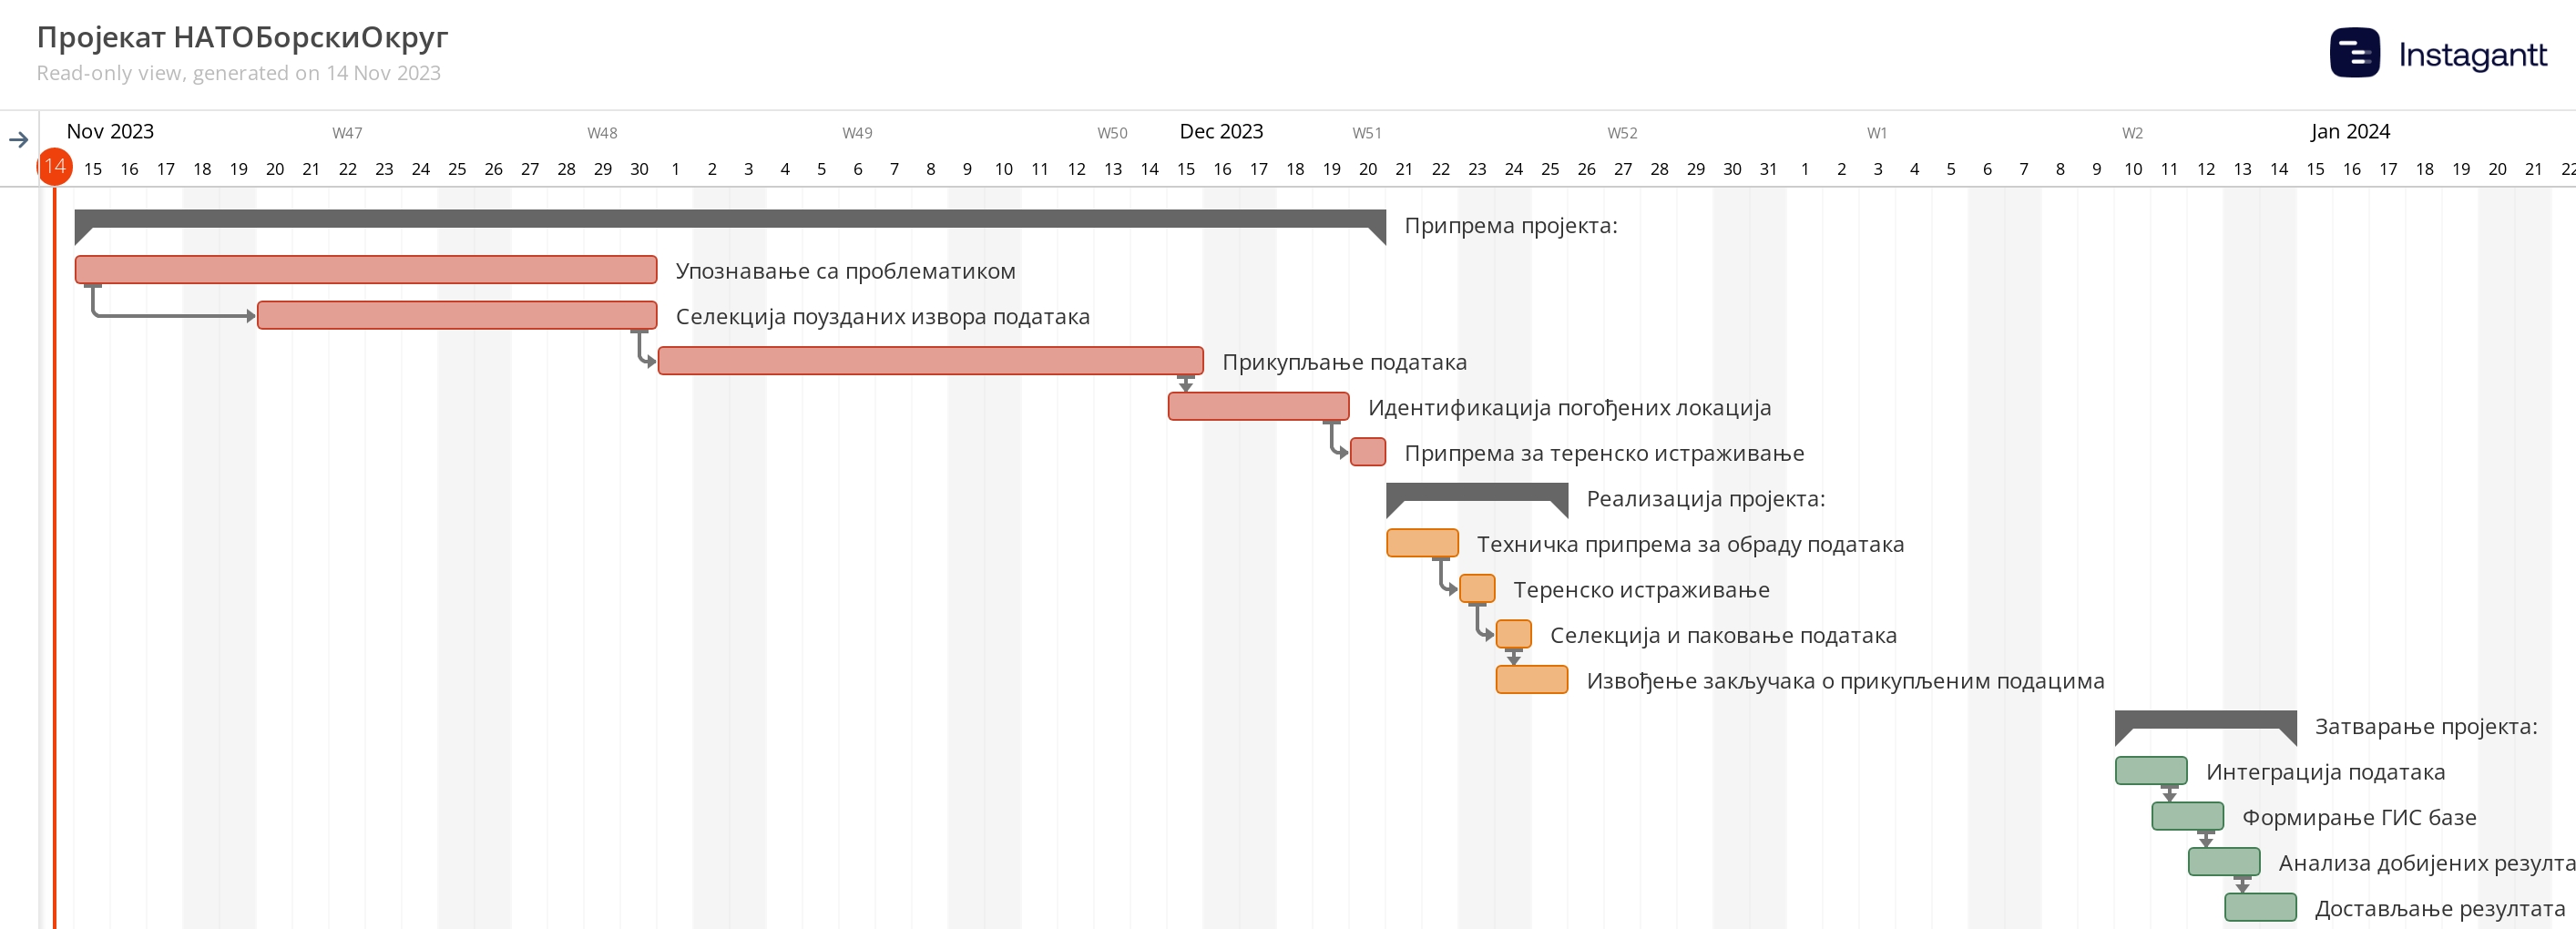 Пројекат НАТОБорскиОкруг
Read-only view, generated on 14 Nov 2023
Instagantt
Nov 2023 W47 W48 W49 W50 Dec 2023 W51 W52 W1 W2 Jan 2024
14 15 16 17 18 19 20 21 22 23 24 25 26 27 28 29 30 1 2 3 4 5 6 7 8 9 10 11 12 13 14 15 16 17 18 19 20 21 22 23 24 25 26 27 28 29 30 31 1 2 3 4 5 6 7 8 9 10 11 12 13 14 15 16 17 18 19 20 21 22
Припрема пројекта:
Упознавање са проблематиком
Селекција поузданих извора података
Прикупљање података
Идентификација погођених локација
Припрема за теренско истраживање
Реализација пројекта:
Техничка припрема за обраду података
Теренско истраживање
Селекција и паковање података
Извођење закључака о прикупљеним подацима
Затварање пројекта:
Интеграција података
Формирање ГИС базе
Анализа добијених резулта
Достављање резултата